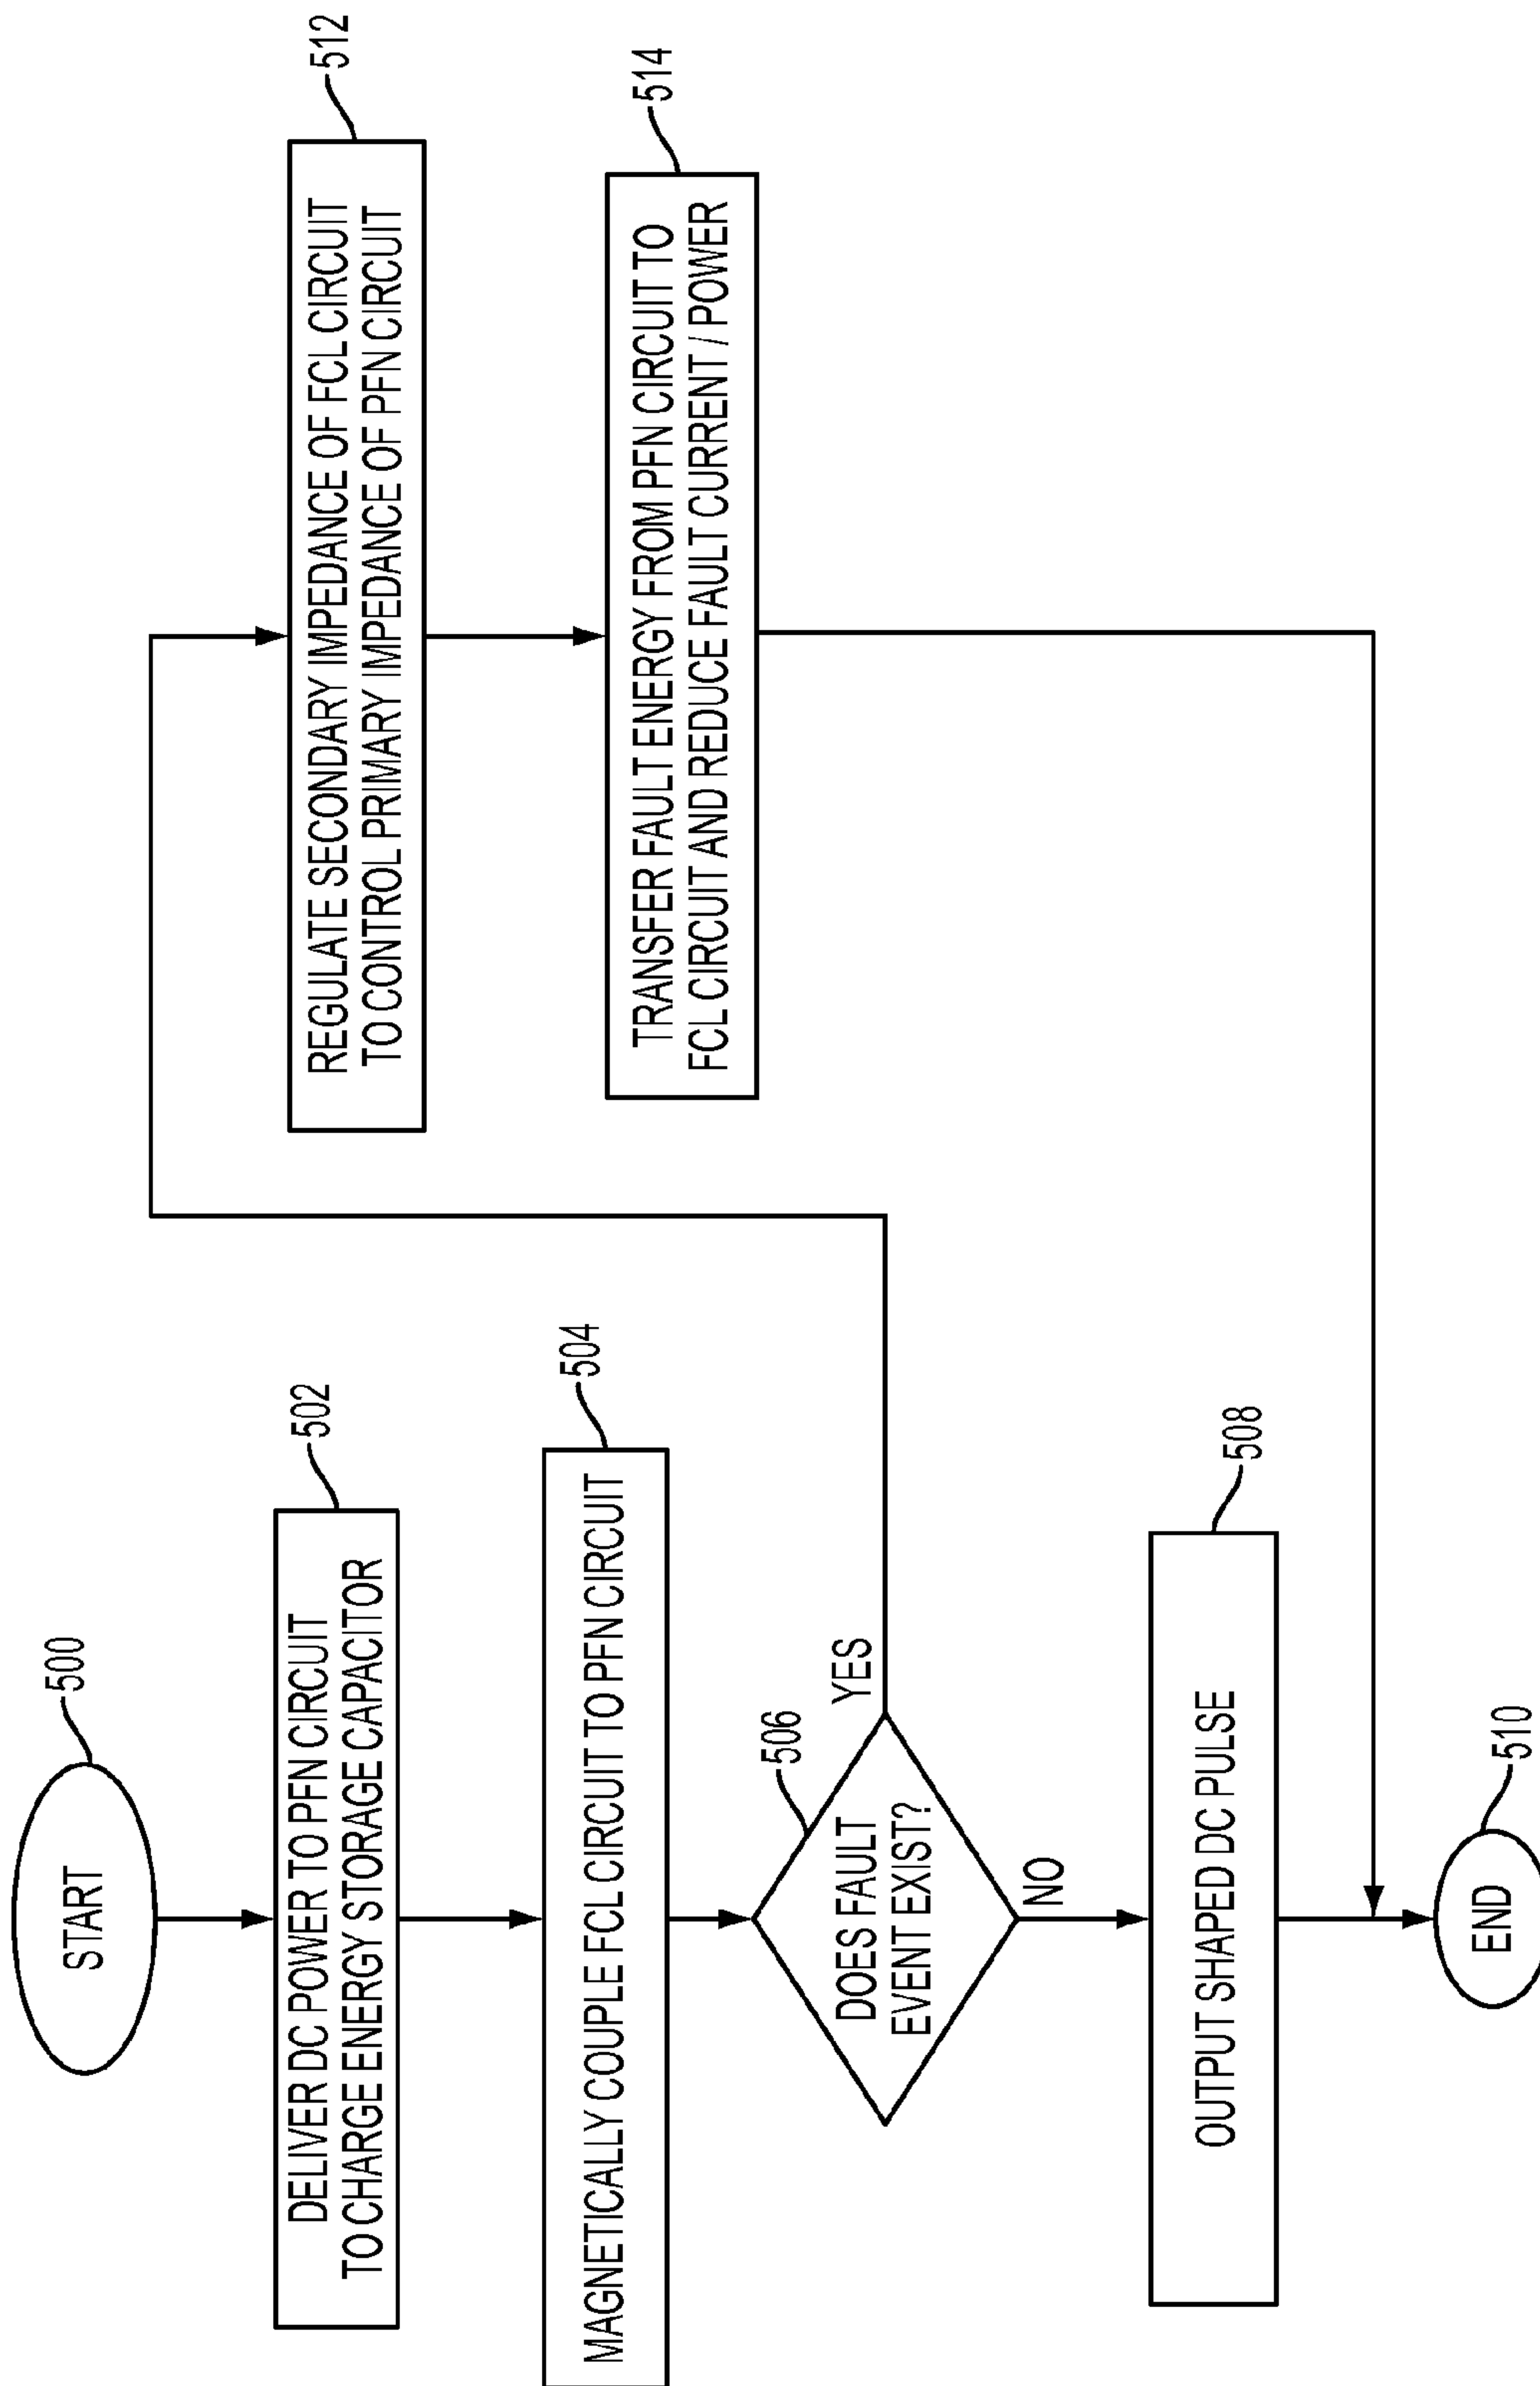 START
500
DELIVER DC POWER TO PFN CIRCUIT
TO CHARGE ENERGY STORAGE CAPACITOR
502
MAGNETICALLY COUPLE FCL CIRCUIT TO PFN CIRCUIT
504
DOES FAULT
EVENT EXIST?
506
YES
NO
OUTPUT SHAPED DC PULSE
508
END
510
REGULATE SECONDARY IMPEDANCE OF FCL CIRCUIT
TO CONTROL PRIMARY IMPEDANCE OF PFN CIRCUIT
512
TRANSFER FAULT ENERGY FROM PFN CIRCUIT TO
FCL CIRCUIT AND REDUCE FAULT CURRENT / POWER
514